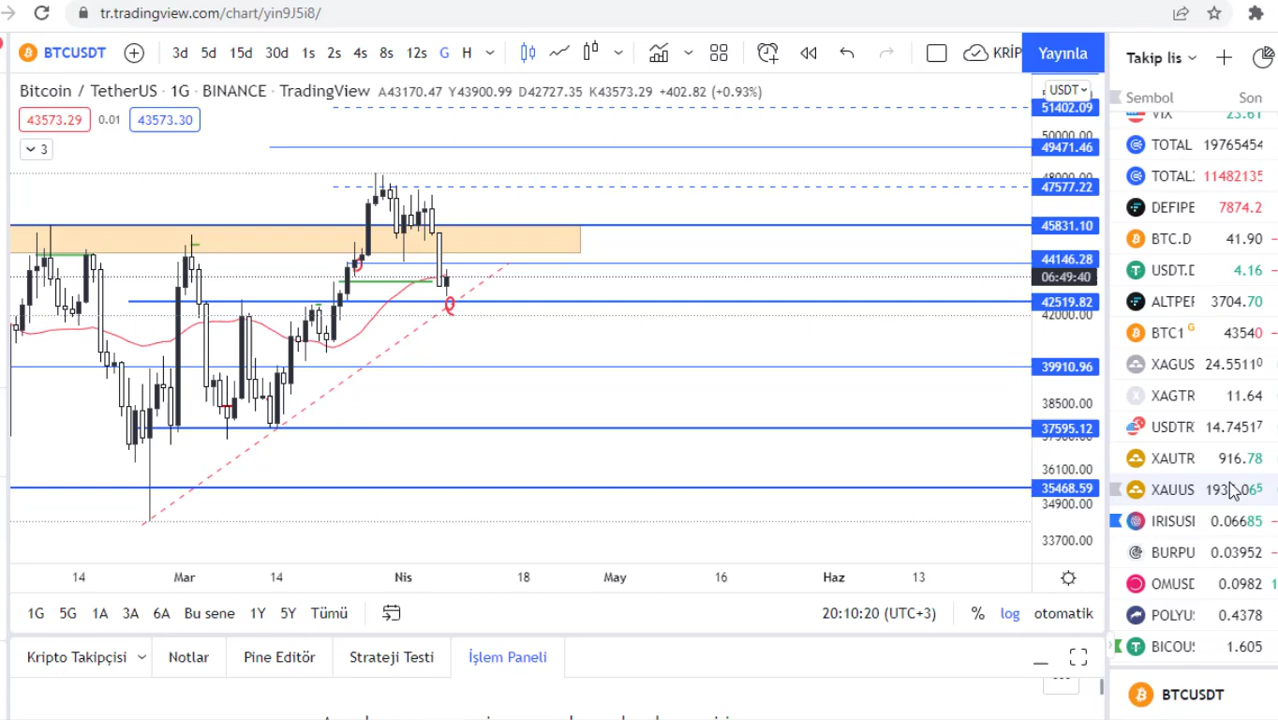 tr.tradingview.com/chart/yin9J5i8/
BTCUSDT 3d 5d 15d 30d 1s 2s 4s 8s 12s G H KRİP Yayınla
Bitcoin / TetherUS · 1G · BINANCE · TradingView A43170.47 Y43900.99 D42727.35 K43573.29 +402.82 (+0.93%)
43573.29 0.01 43573.30
3
USDT
51402.09
50000.00
49471.46
48000.00
47577.22
45831.10
44146.28
06:49:40
42519.82
42000.00
39910.96
38500.00
37595.12
36100.00
35468.59
34900.00
33700.00
14 Mar 14 Nis 18 May 16 Haz 13
1G 5G 1A 3A 6A Bu sene 1Y 5Y Tümü 20:10:20 (UTC+3) % log otomatik
Kripto Takipçisi Notlar Pine Editör Strateji Testi İşlem Paneli
Takip lis
Sembol Son
VIX 23.61
TOTAL 19765454
TOTAL 11482135
DEFIPE 7874.2
BTC.D 41.90
USDT.D 4.16
ALTPER 3704.70
BTC1 G 43540
XAGUS 24.55110
XAGTR 11.64
USDTR 14.74517
XAUTR 916.78
XAUUS
IRISUSI 0.06685
BURPU 0.03952
OMUSD 0.0982
POLYU 0.4378
BICOU 1.605
BTCUSDT